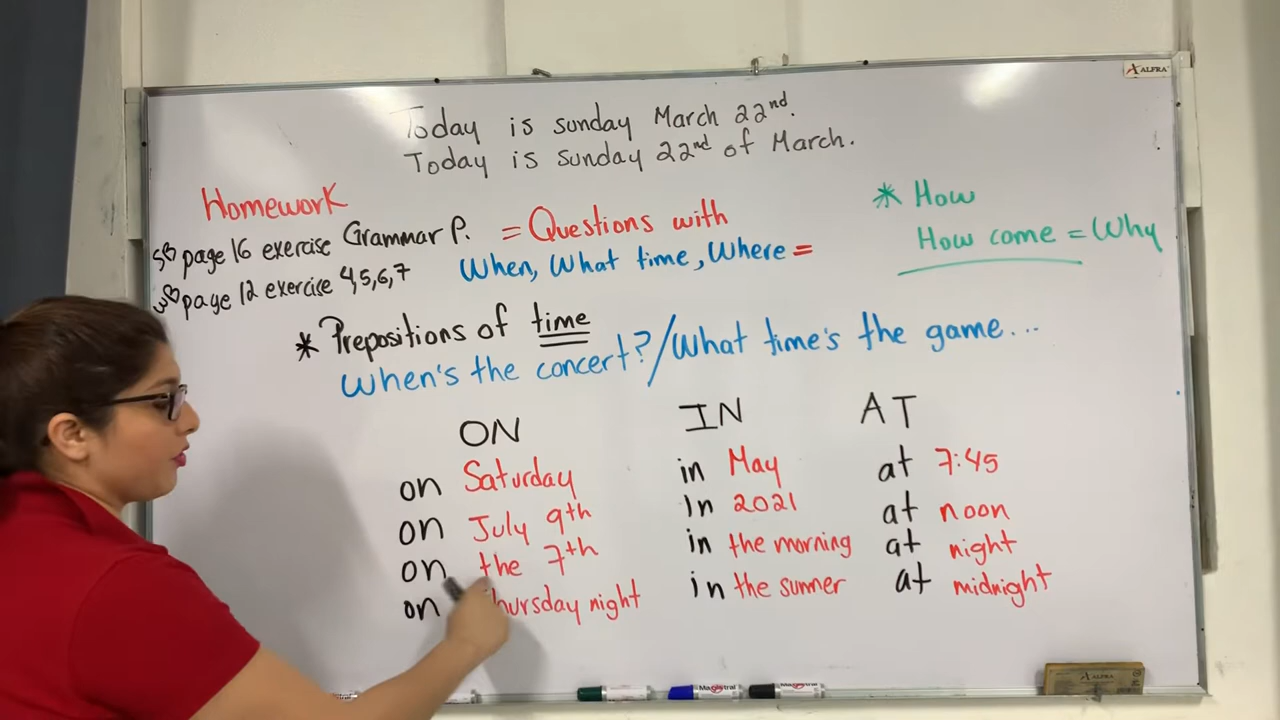 ALFRA
Today is sunday March 22nd.
Today is sunday 22nd of March.
Homework
SB page 16 exercise Grammar P.
WB page 12 exercise 4,5,6,7
= Questions with
When, What time, Where =
* How
How come = Why
* Prepositions of time
When's the concert?/What time's the game...
ON
on Saturday
on July 9th
on the 7th
on Thursday night
IN
in May
In 2021
in the morning
in the summer
AT
at 7:45
at noon
at night
at midnight
Magistral
Magistral
ALFRA